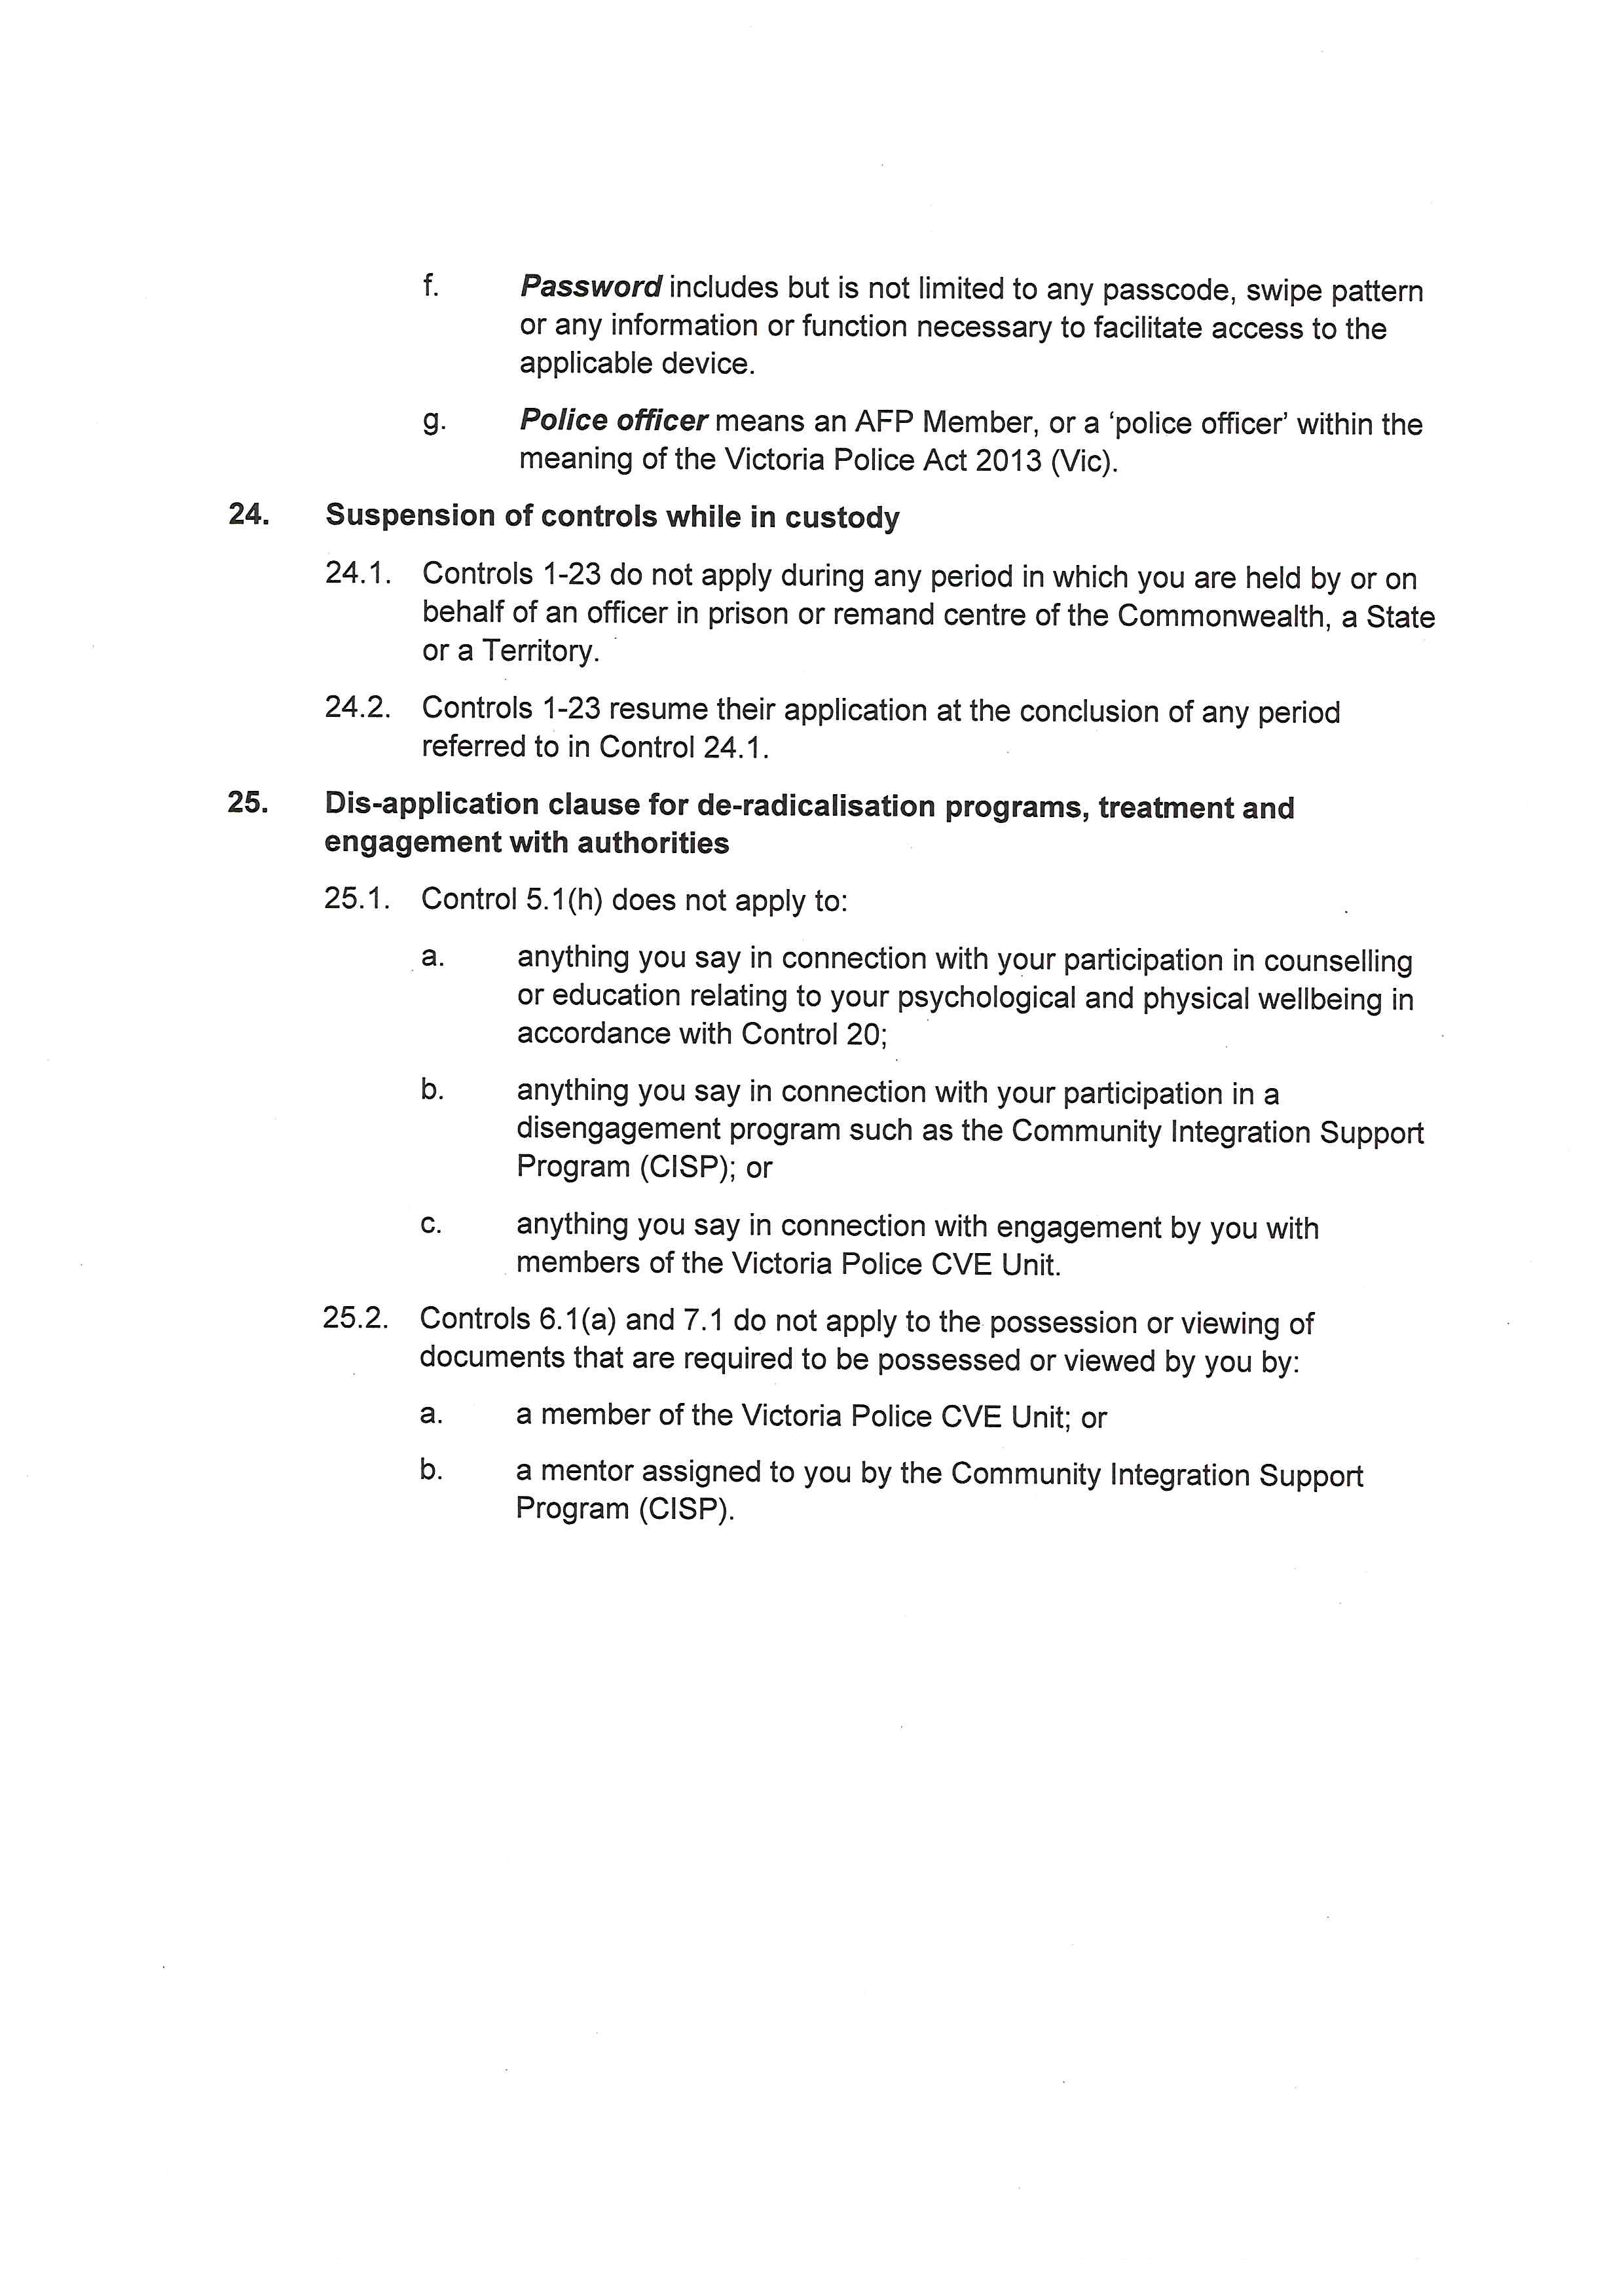 f. Password includes but is not limited to any passcode, swipe pattern
or any information or function necessary to facilitate access to the
applicable device.
g. Police officer means an AFP Member, or a ‘police officer’ within the
meaning of the Victoria Police Act 2013 (Vic).
24. Suspension of controls while in custody
24.1. Controls 1-23 do not apply during any period in which you are held by or on
behalf of an officer in prison or remand centre of the Commonwealth, a State
or a Territory.
24.2. Controls 1-23 resume their application at the conclusion of any period
referred to in Control 24.1.
25. Dis-application clause for de-radicalisation programs, treatment and
engagement with authorities
25.1. Control 5.1(h) does not apply to:
a. anything you say in connection with your participation in counselling
or education relating to your psychological and physical wellbeing in
accordance with Control 20;
b. anything you say in connection with your participation in a
disengagement program such as the Community Integration Support
Program (CISP); or
c. anything you say in connection with engagement by you with
members of the Victoria Police CVE Unit.
25.2. Controls 6.1(a) and 7.1 do not apply to the possession or viewing of
documents that are required to be possessed or viewed by you by:
a. a member of the Victoria Police CVE Unit; or
b. a mentor assigned to you by the Community Integration Support
Program (CISP).